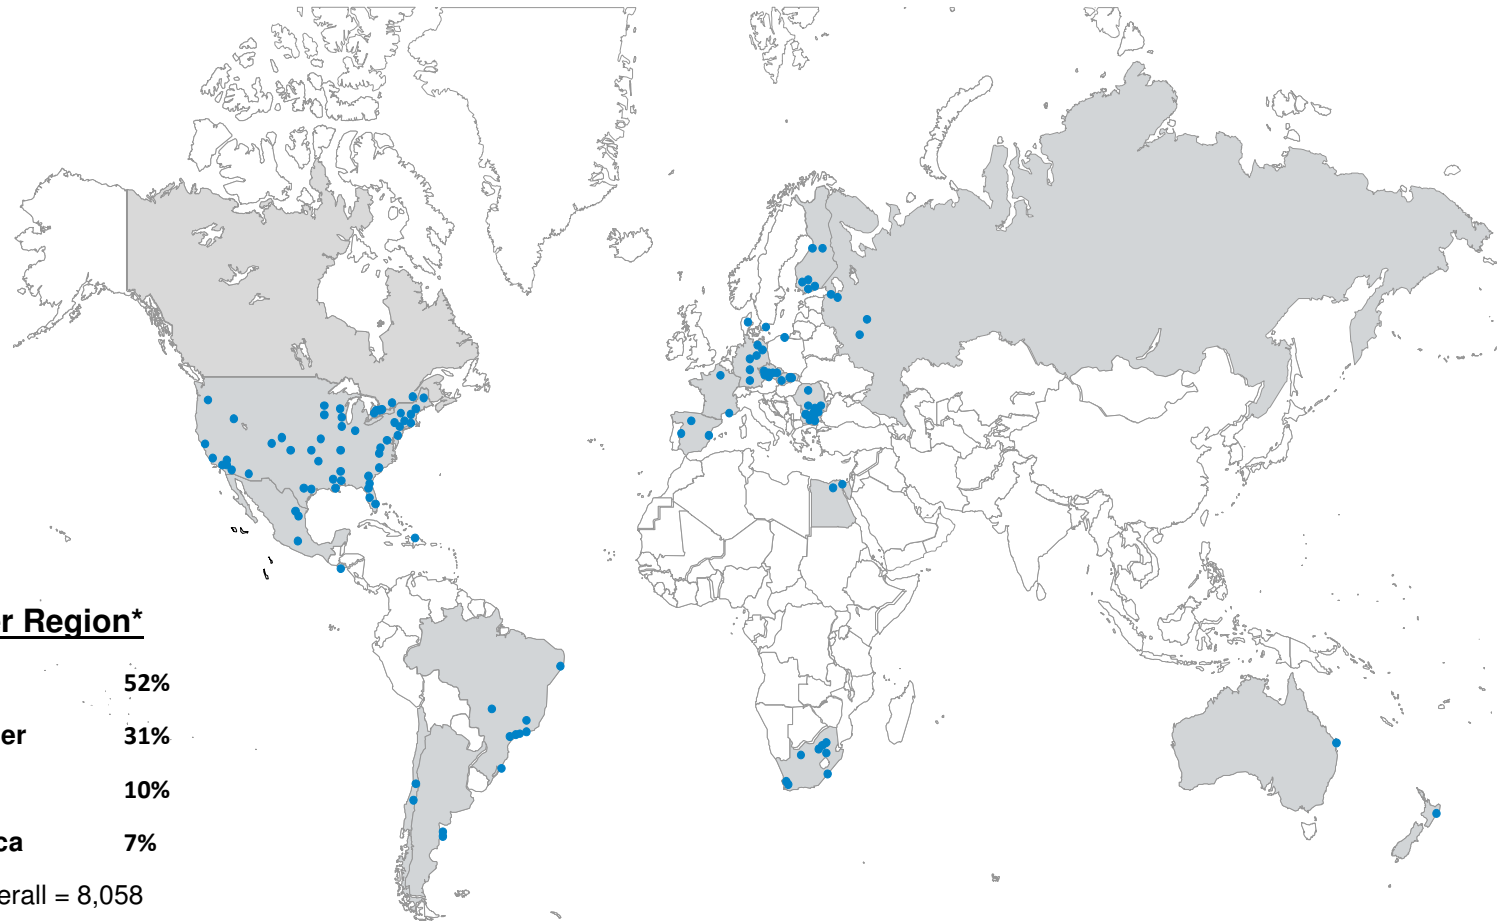 r Region*
52%
er 31%
10%
ca 7%
erall = 8,058